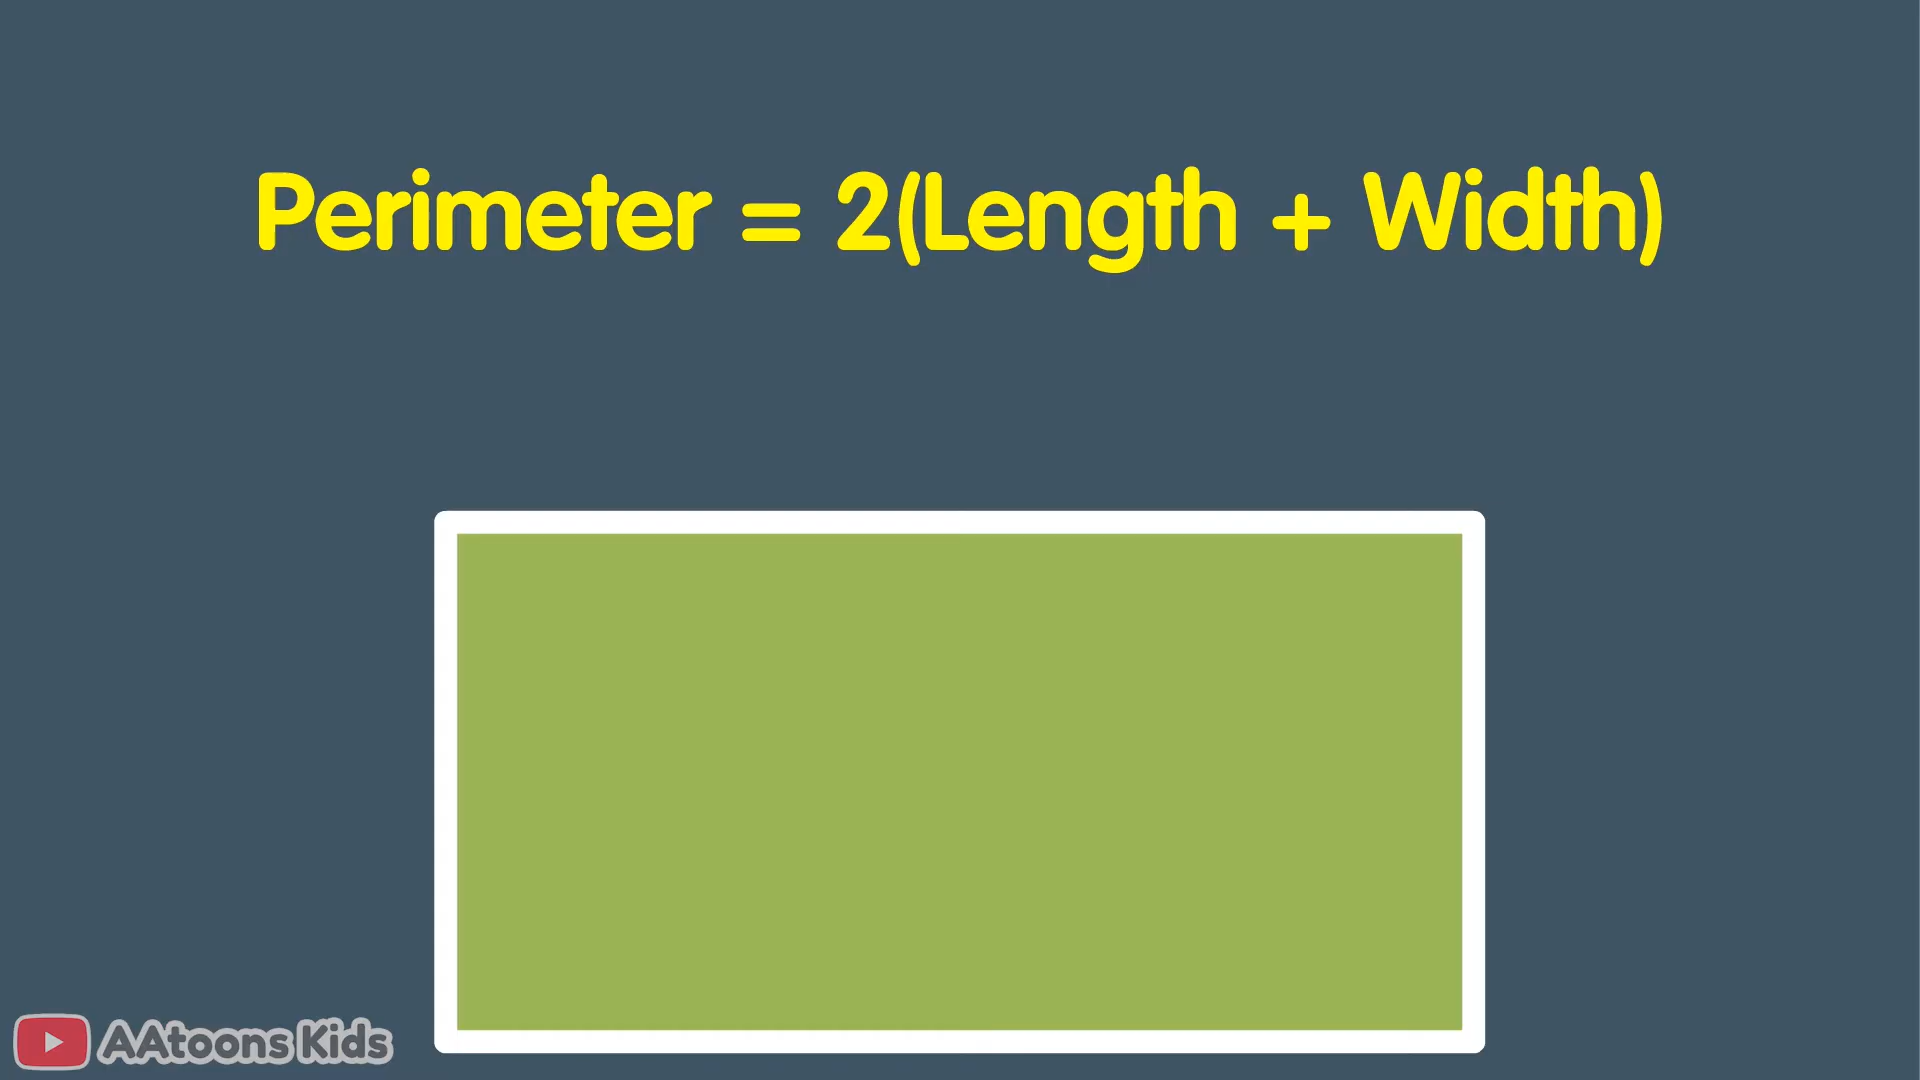 Perimeter = 2(Length + Width)
AAtoons Kids